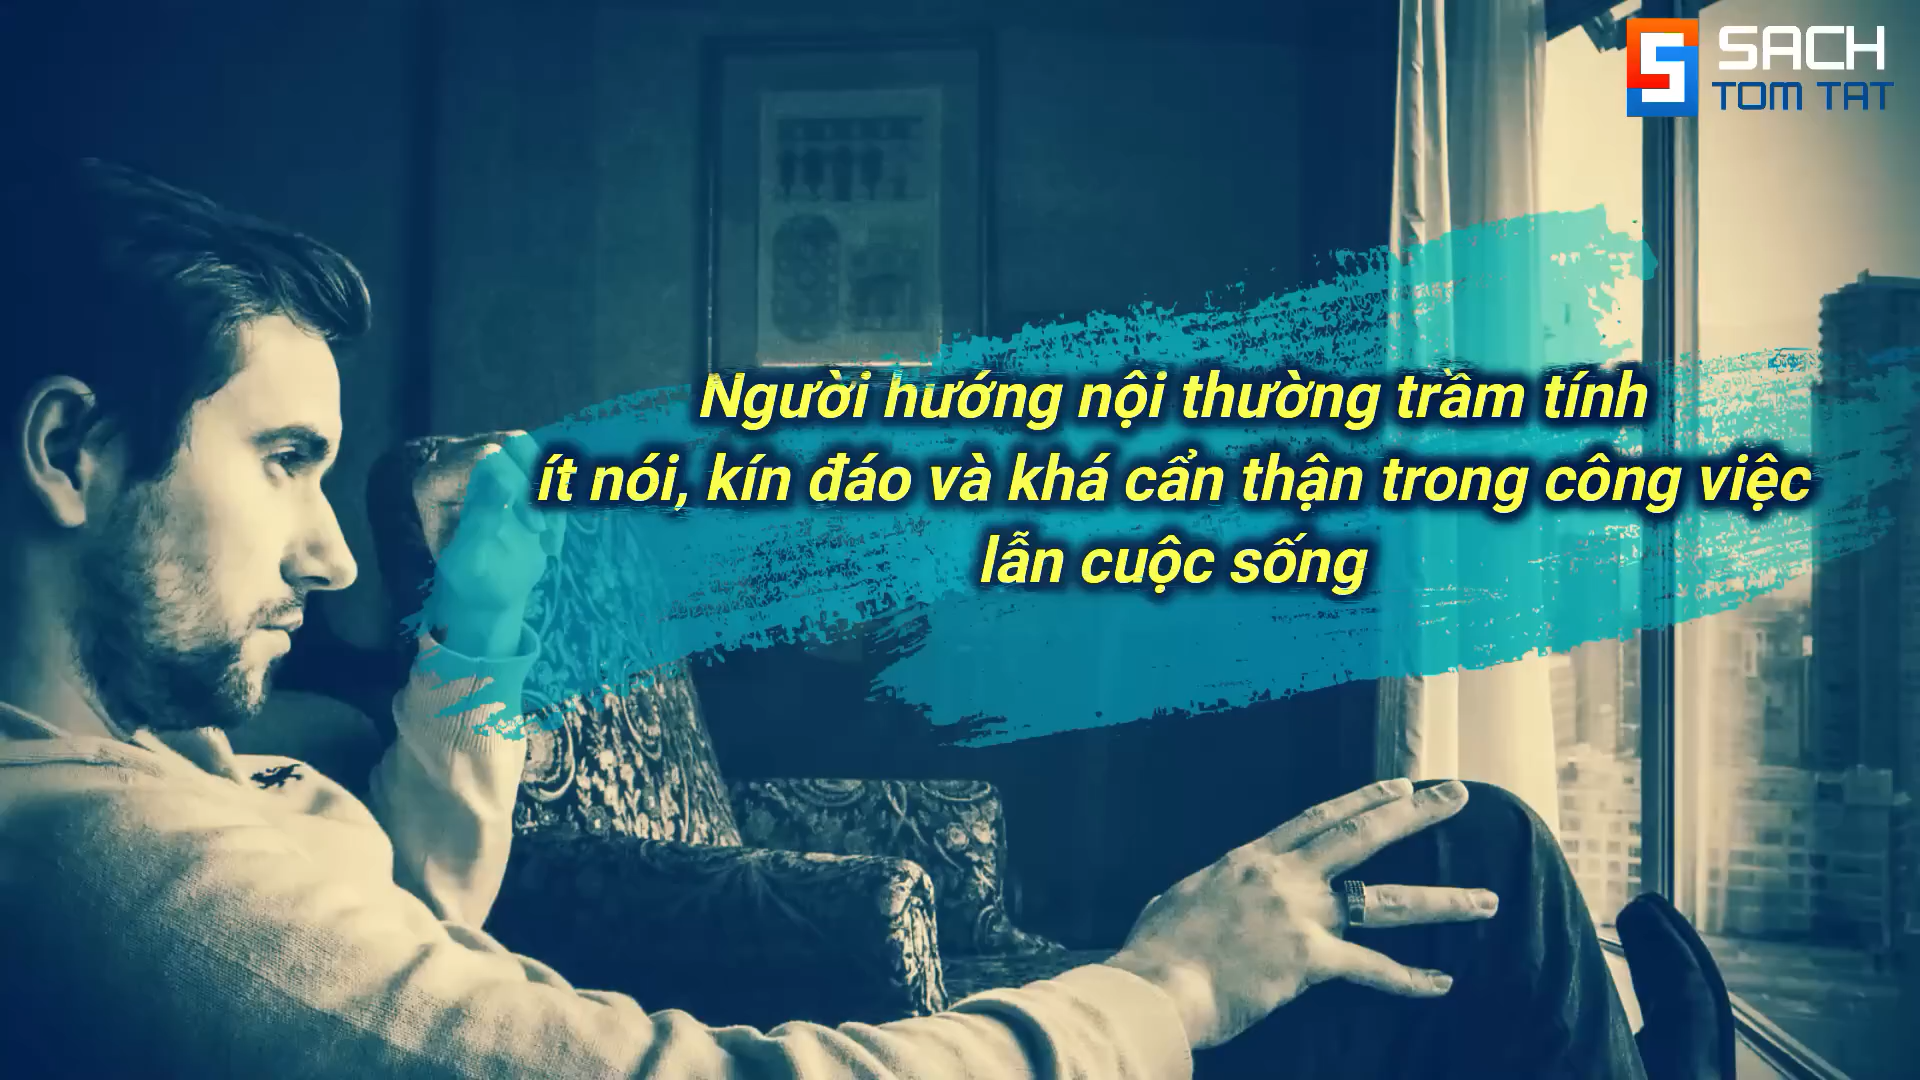 SACH
TOM TAT
Người hướng nội thường trầm tính
ít nói, kín đáo và khá cẩn thận trong công việc
lẫn cuộc sống